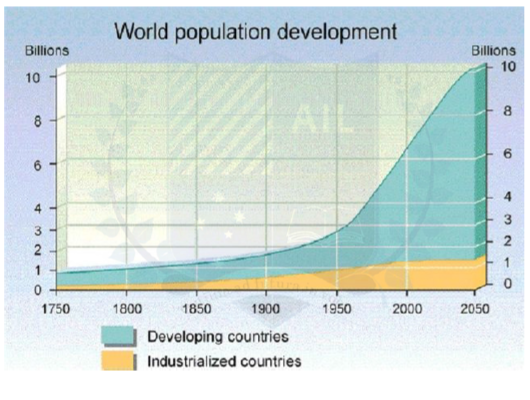 World population development
Billions
Billions
10
8
6
4
3
2
1
0
10
8
6
4
3
2
1
0
1750 1800 1850 1900 1950 2000 2050
AIL
Developing countries
Industrialized countries